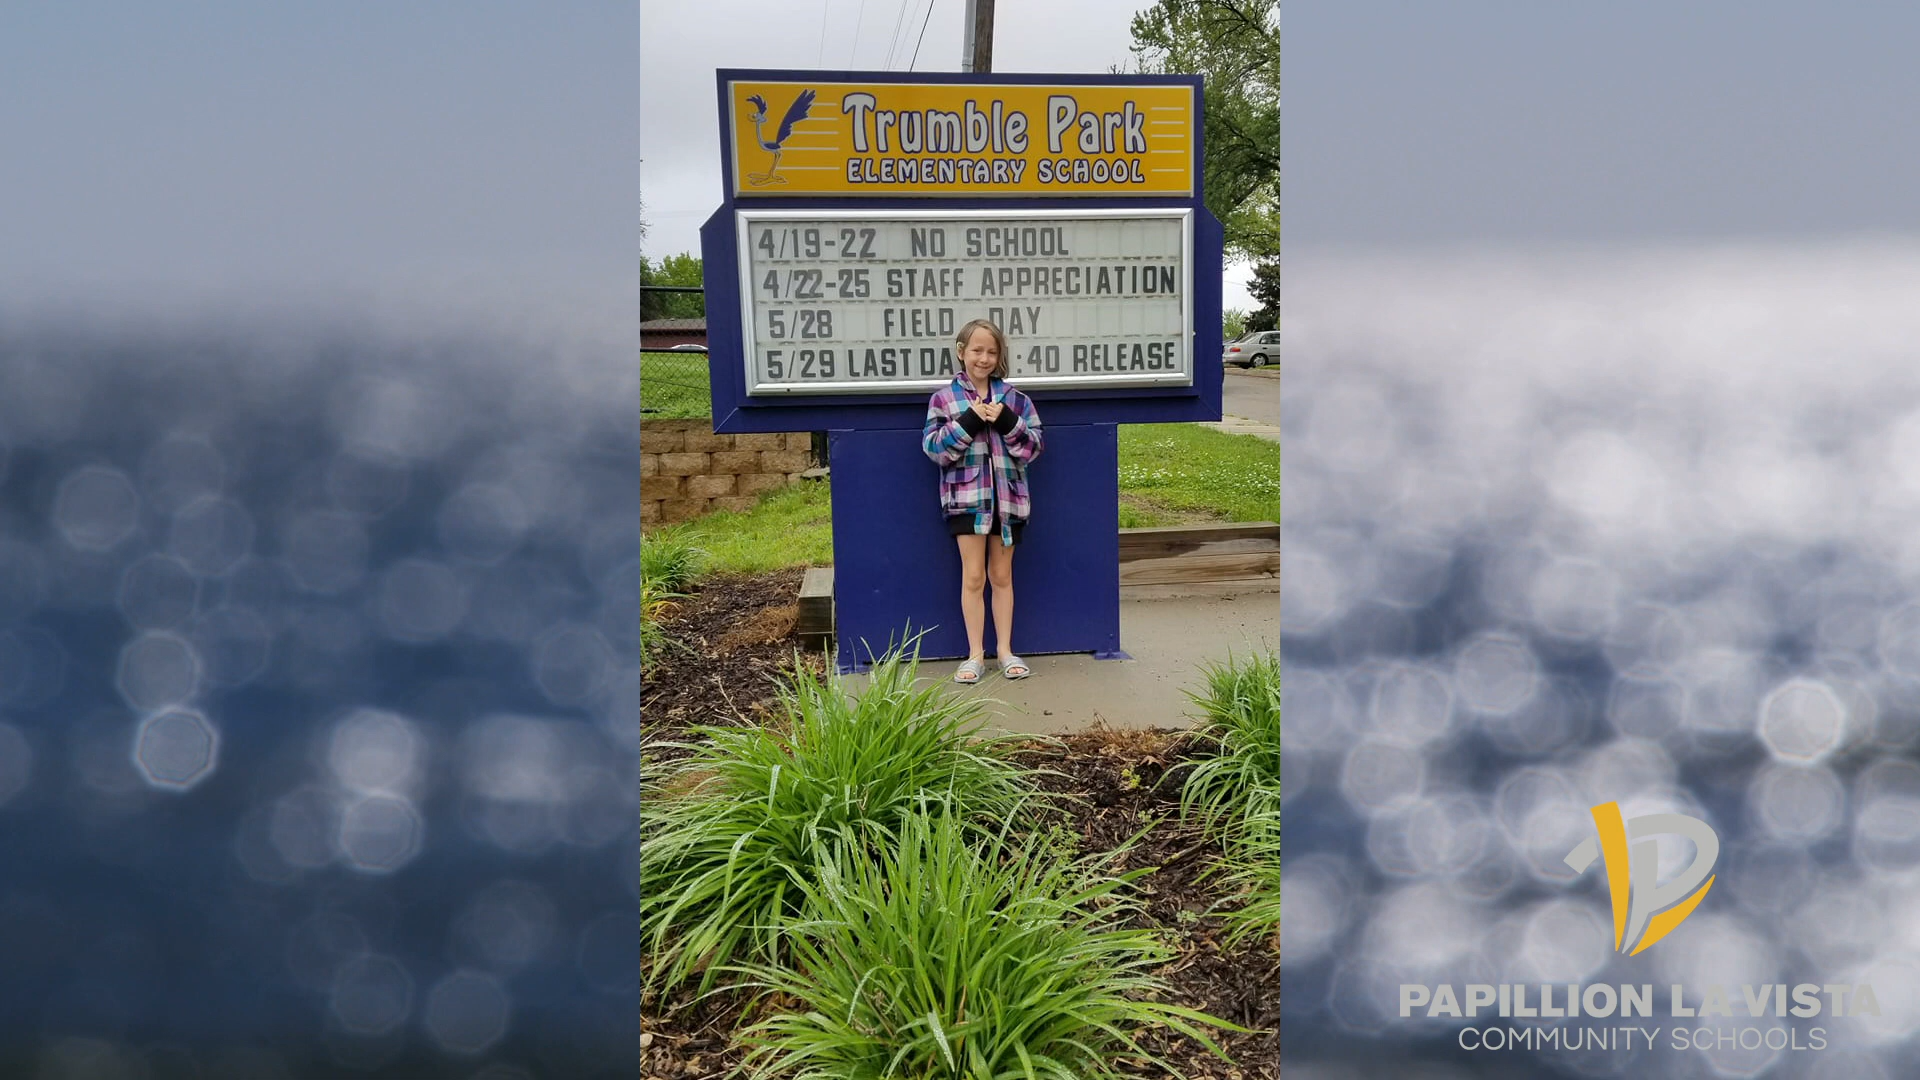 Trumble Park
ELEMENTARY SCHOOL
4/19-22 NO SCHOOL
4/22-25 STAFF APPRECIATION
5/28 FIELD DAY
5/29 LAST DA :40 RELEASE
PAPILLION LA VISTA
COMMUNITY SCHOOLS